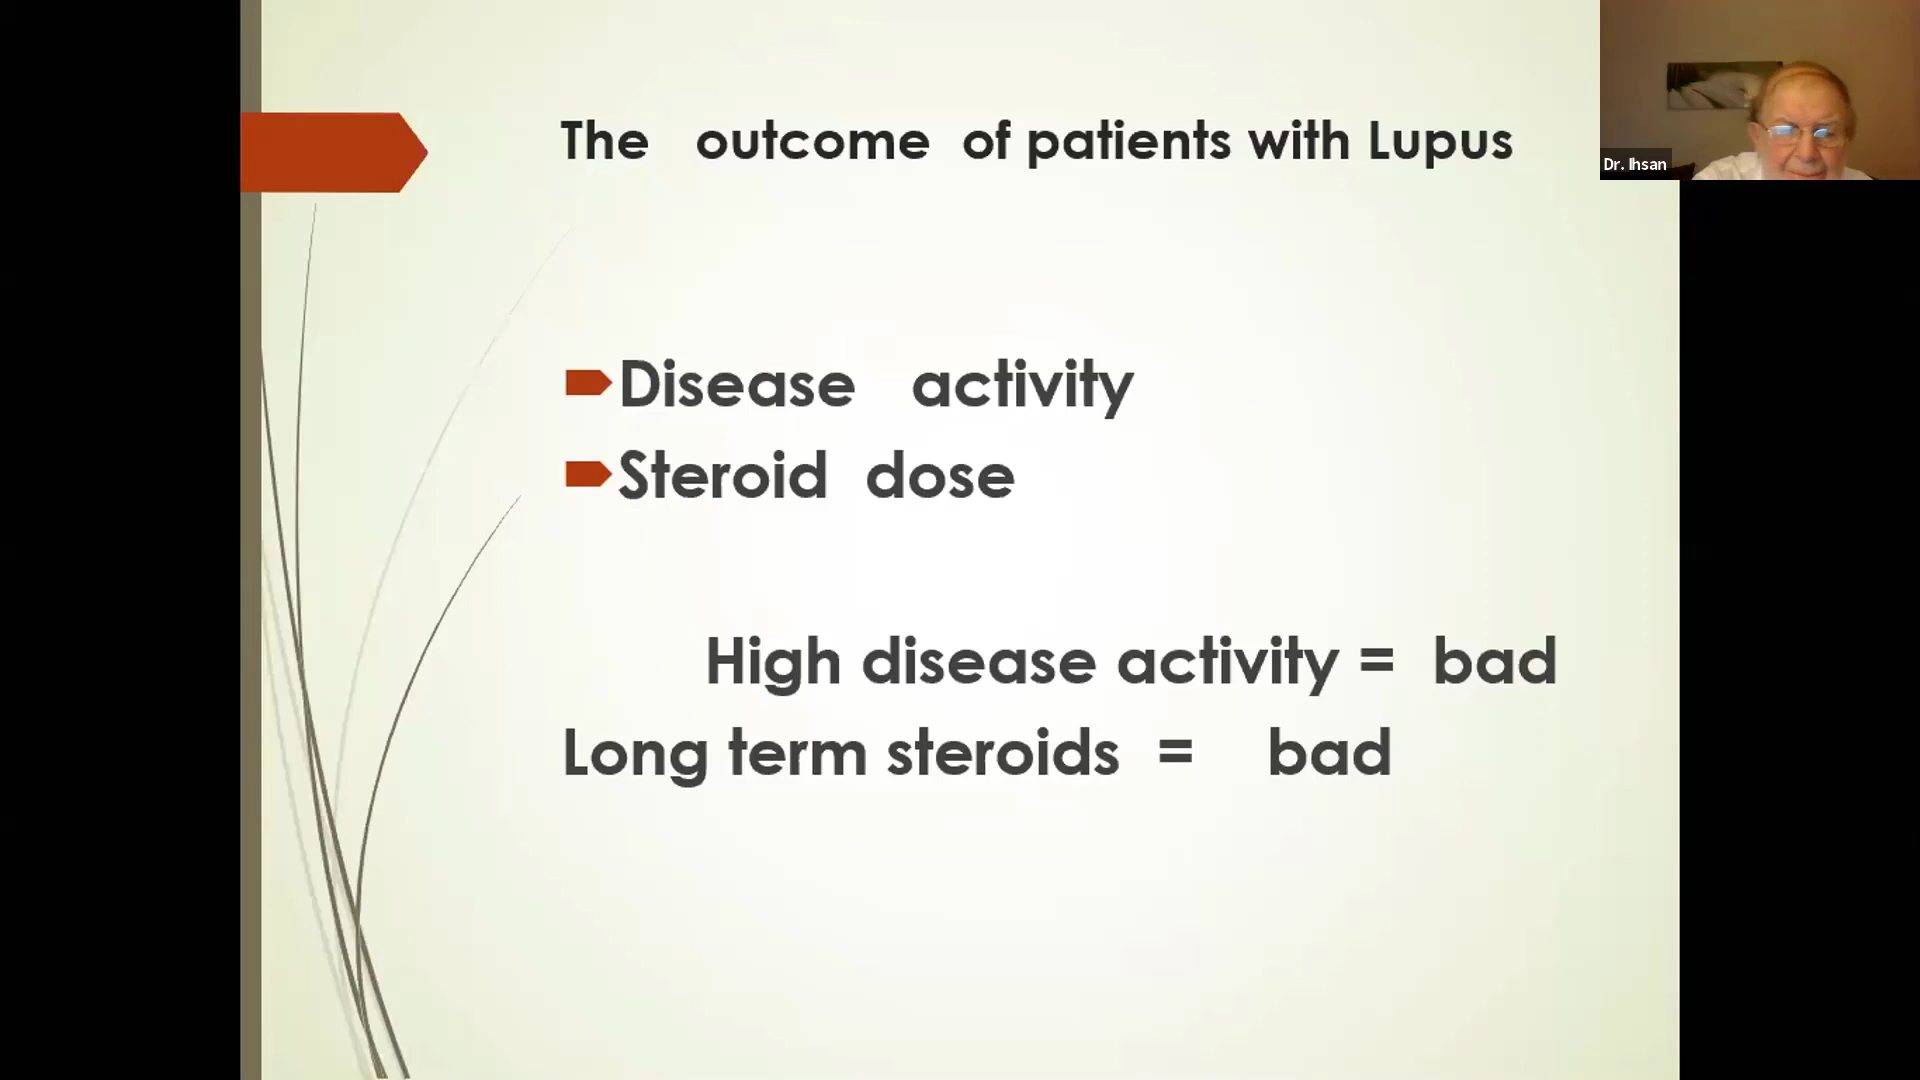 The outcome of patients with Lupus
Dr. Ihsan
Disease activity
Steroid dose
High disease activity = bad
Long term steroids = bad